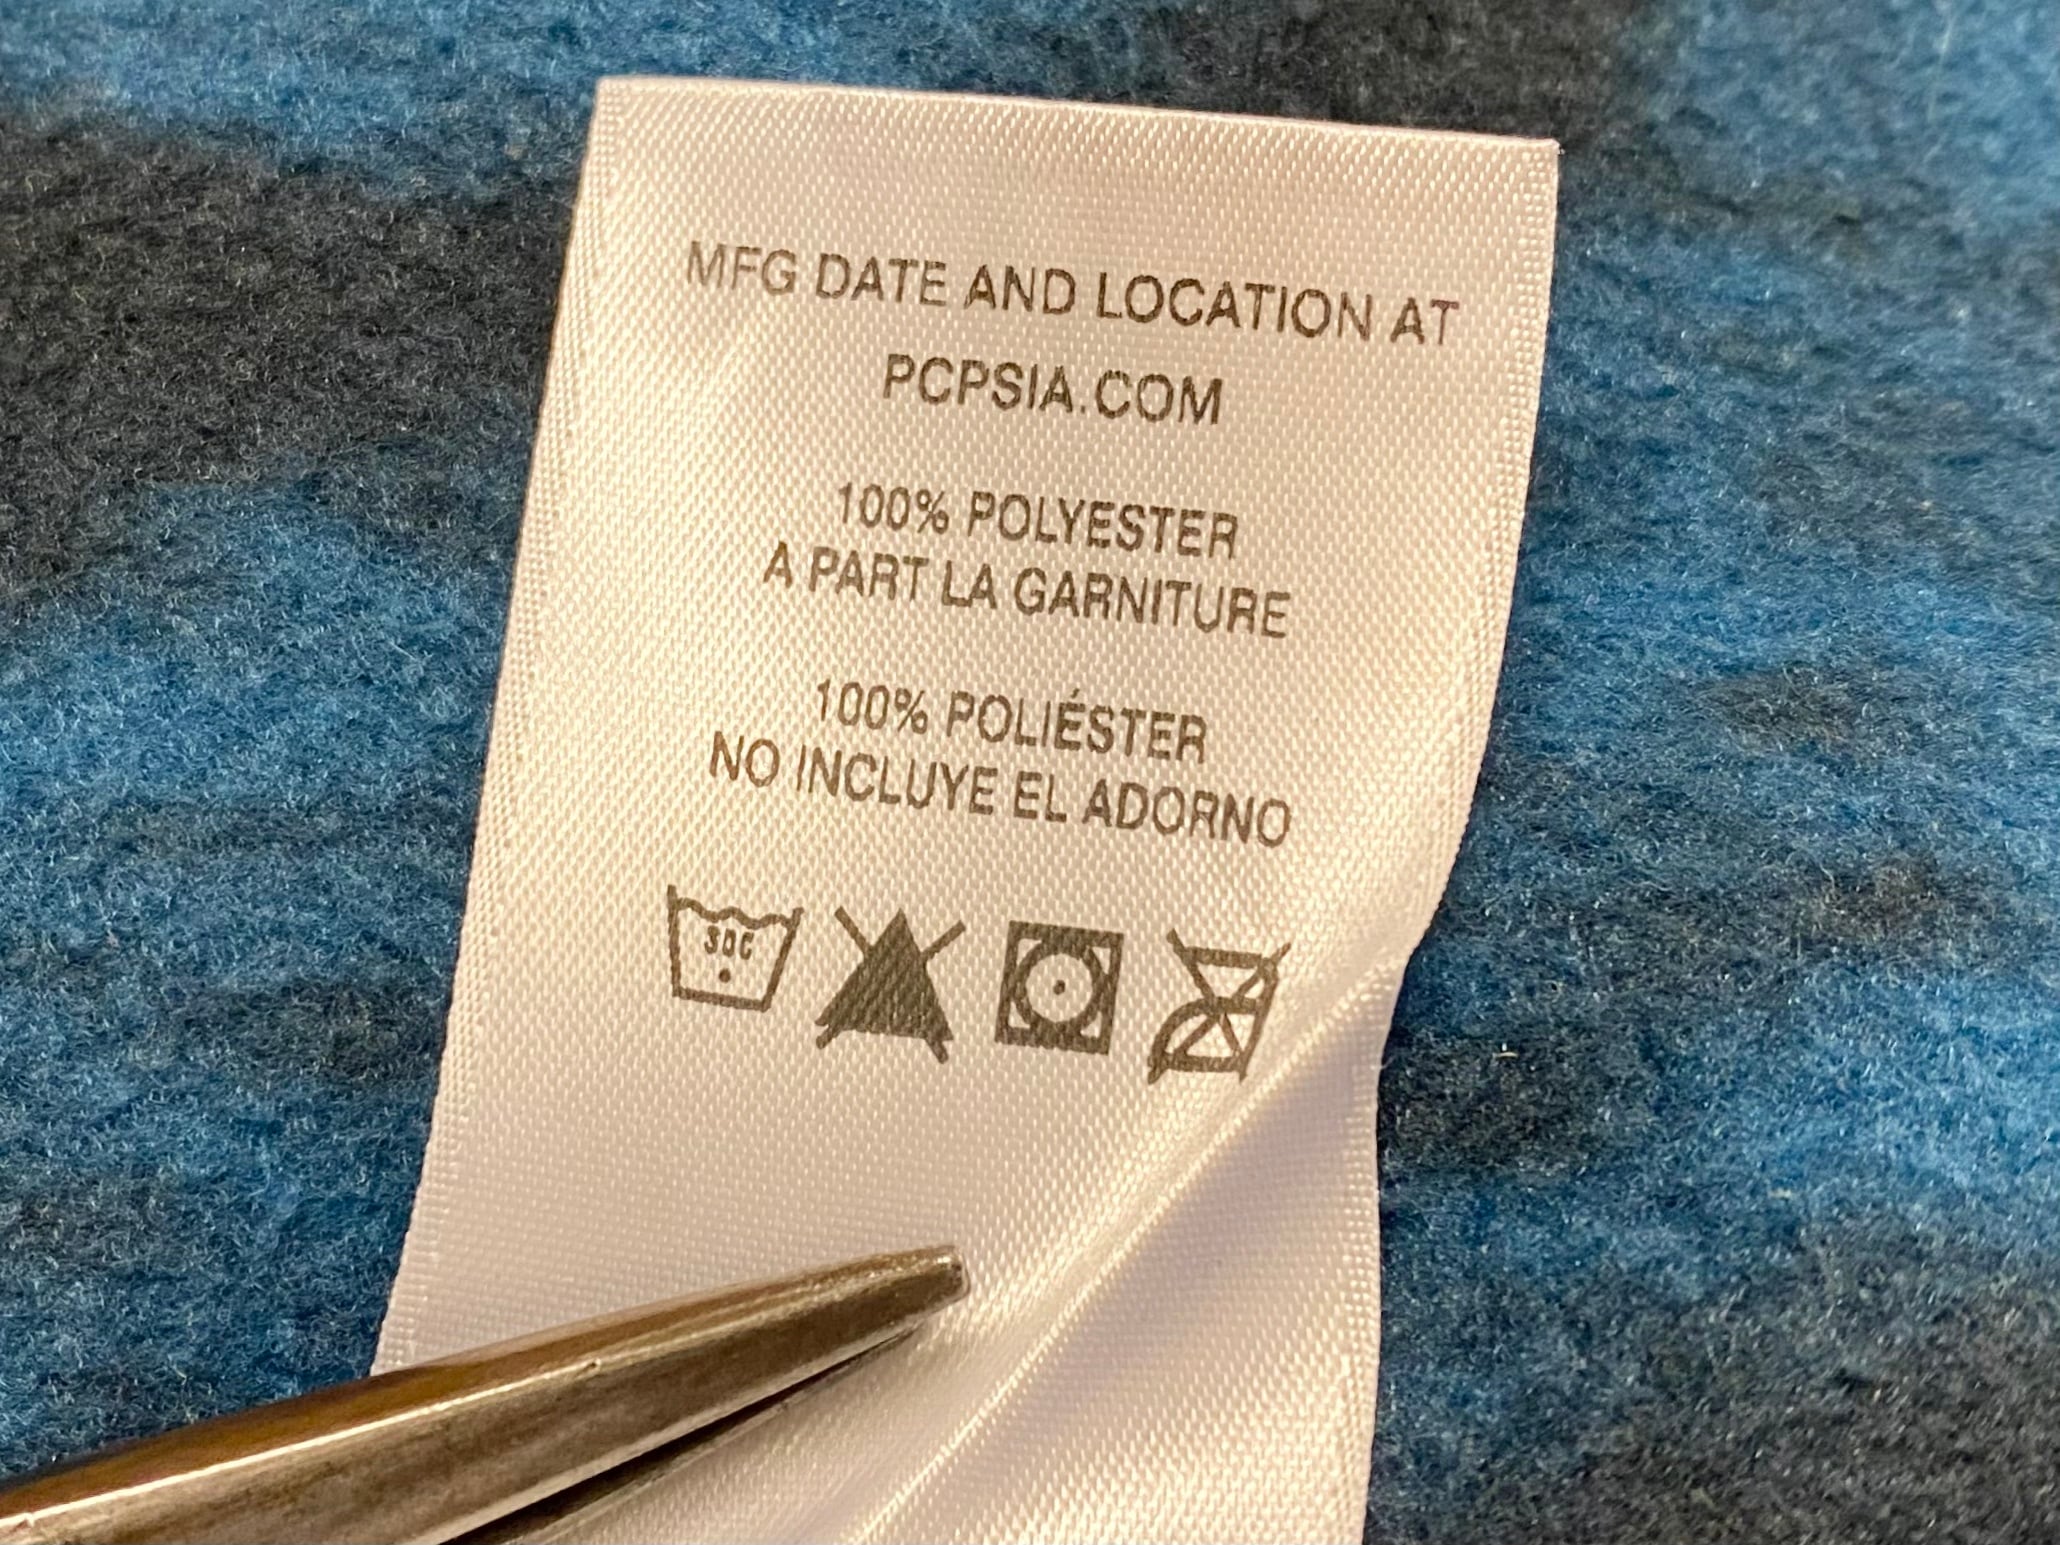 MFG DATE AND LOCATION AT
PCPSIA.COM
100% POLYESTER
A PART LA GARNITURE
100% POLIÉSTER
NO INCLUYE EL ADORNO
30C